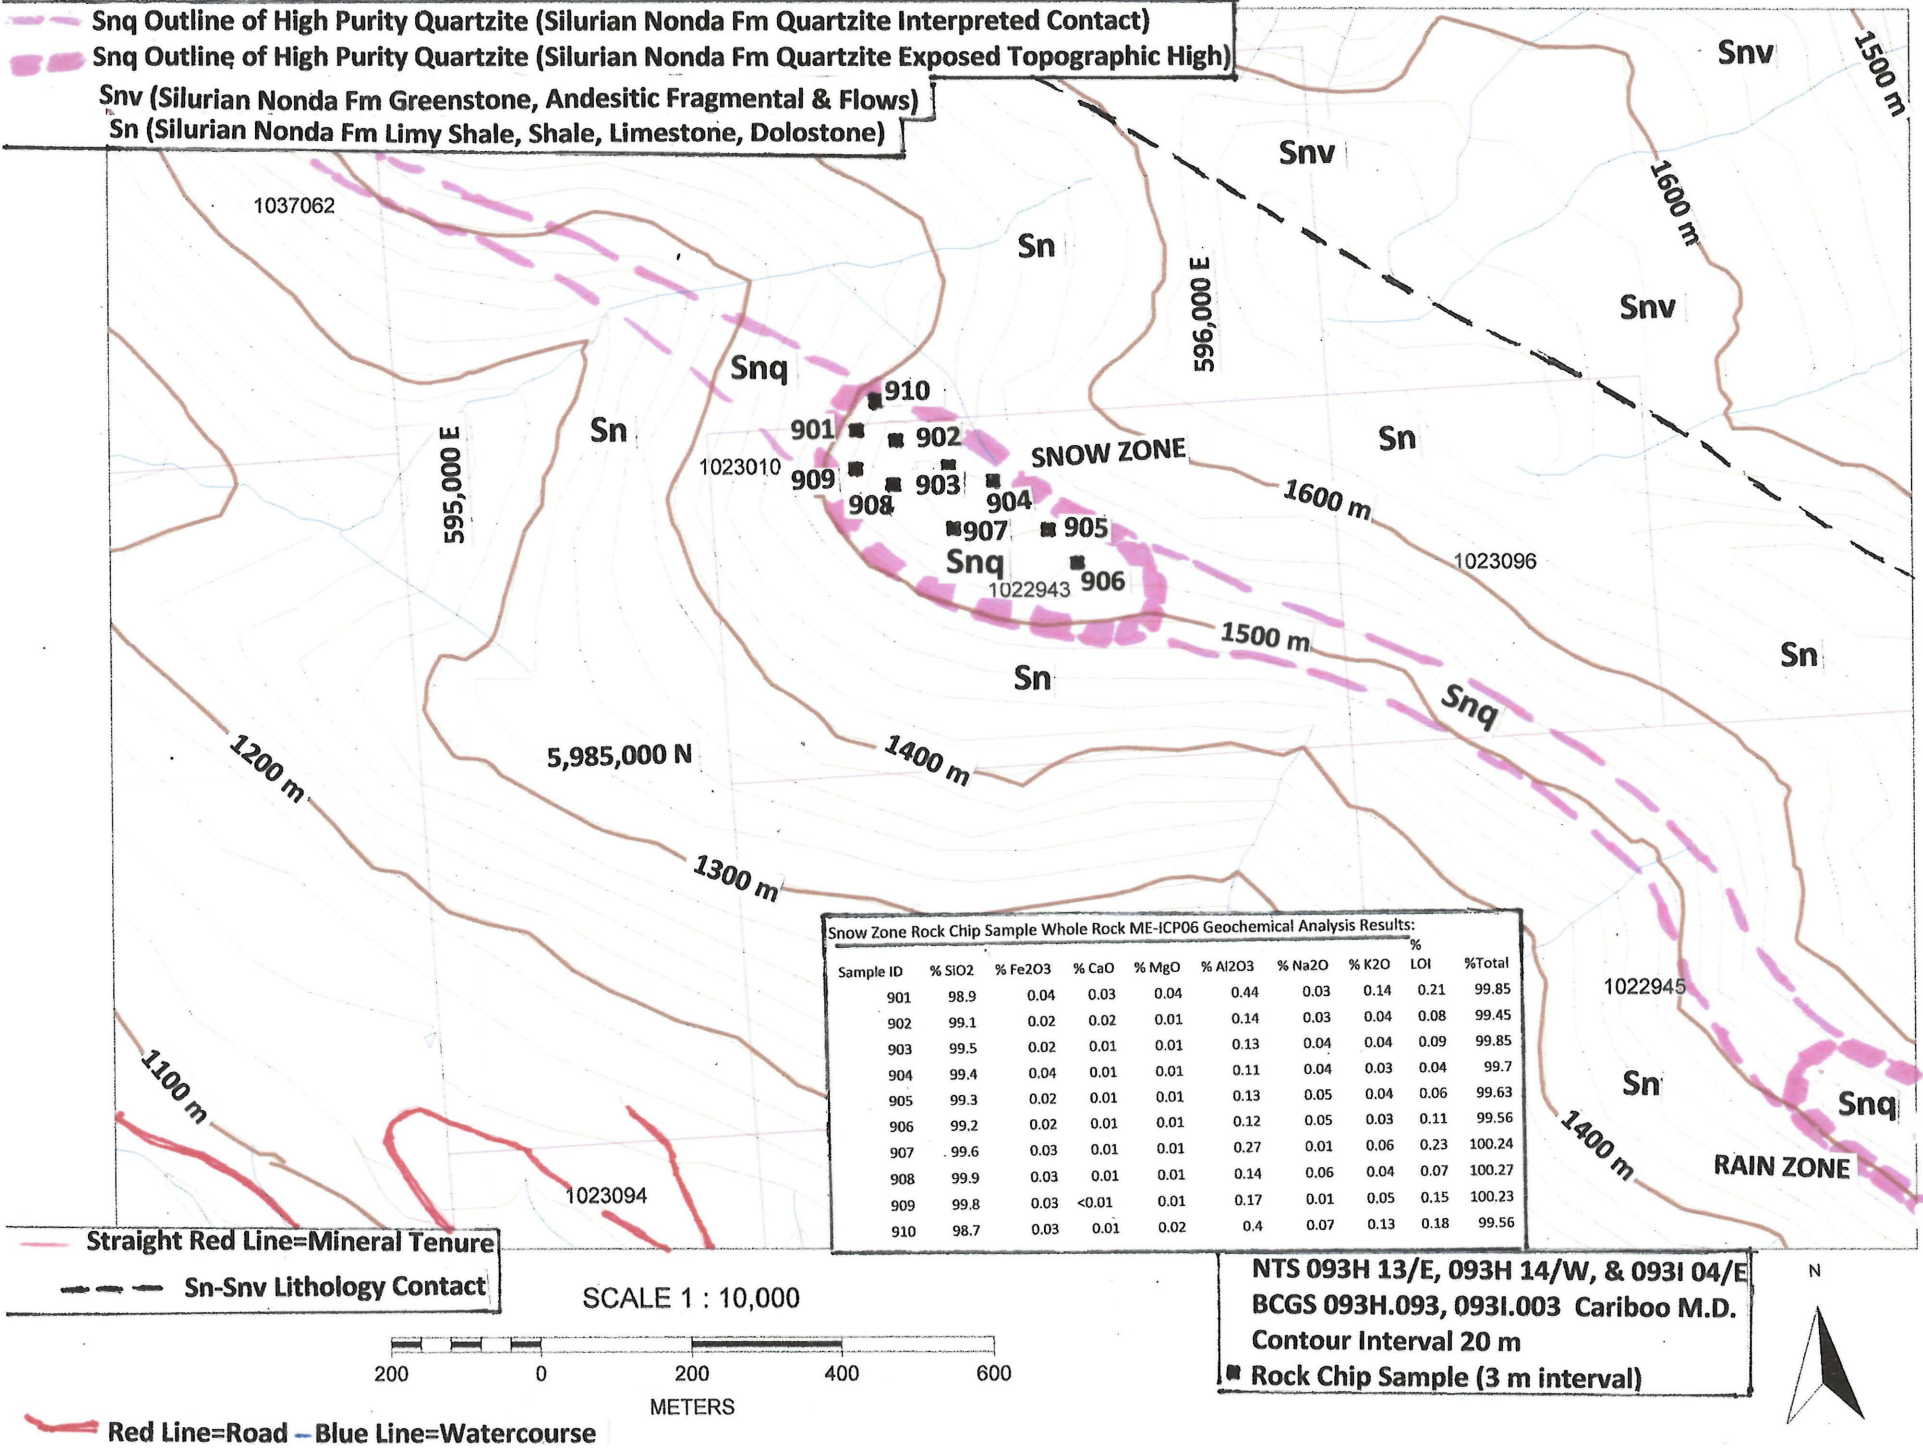 Snq Outline of High Purity Quartzite (Silurian Nonda Fm Quartzite Interpreted Contact)
Snq Outline of High Purity Quartzite (Silurian Nonda Fm Quartzite Exposed Topographic High)
Snv (Silurian Nonda Fm Greenstone, Andesitic Fragmental & Flows)
Sn (Silurian Nonda Fm Limy Shale, Shale, Limestone, Dolostone)
Snv
1500 m
Snv
1600 m
1037062
Sn
596,000 E
Snv
Snq
910
901
902
Sn
595,000 E
1023010
909
908
903
904
SNOW ZONE
Sn
1600 m
907
905
Snq
1022943
906
1023096
1500 m
Sn
Sn
Snq
1200 m
5,985,000 N
1400 m
1300 m
Snow Zone Rock Chip Sample Whole Rock ME-ICP06 Geochemical Analysis Results:
Sample ID % SiO2 % Fe2O3 % CaO % MgO % Al2O3 % Na2O % K2O % LOI %Total
901 98.9 0.04 0.03 0.04 0.44 0.03 0.14 0.21 99.85
902 99.1 0.02 0.02 0.01 0.14 0.03 0.04 0.08 99.45
903 99.5 0.02 0.01 0.01 0.13 0.04 0.04 0.09 99.85
904 99.4 0.04 0.01 0.01 0.11 0.04 0.03 0.04 99.7
905 99.3 0.02 0.01 0.01 0.13 0.05 0.04 0.06 99.63
906 99.2 0.02 0.01 0.01 0.12 0.05 0.03 0.11 99.56
907 99.6 0.03 0.01 0.01 0.27 0.01 0.06 0.23 100.24
908 99.9 0.03 0.01 0.01 0.14 0.06 0.04 0.07 100.27
909 99.8 0.03 <0.01 0.01 0.17 0.01 0.05 0.15 100.23
910 98.7 0.03 0.01 0.02 0.4 0.07 0.13 0.18 99.56
1022945
Sn
Snq
1100 m
1400 m
RAIN ZONE
1023094
Straight Red Line=Mineral Tenure
Sn-Snv Lithology Contact
SCALE 1 : 10,000
200 0 200 400 600
METERS
NTS 093H 13/E, 093H 14/W, & 093I 04/E
BCGS 093H.093, 093I.003 Cariboo M.D.
Contour Interval 20 m
Rock Chip Sample (3 m interval)
N
Red Line=Road Blue Line=Watercourse